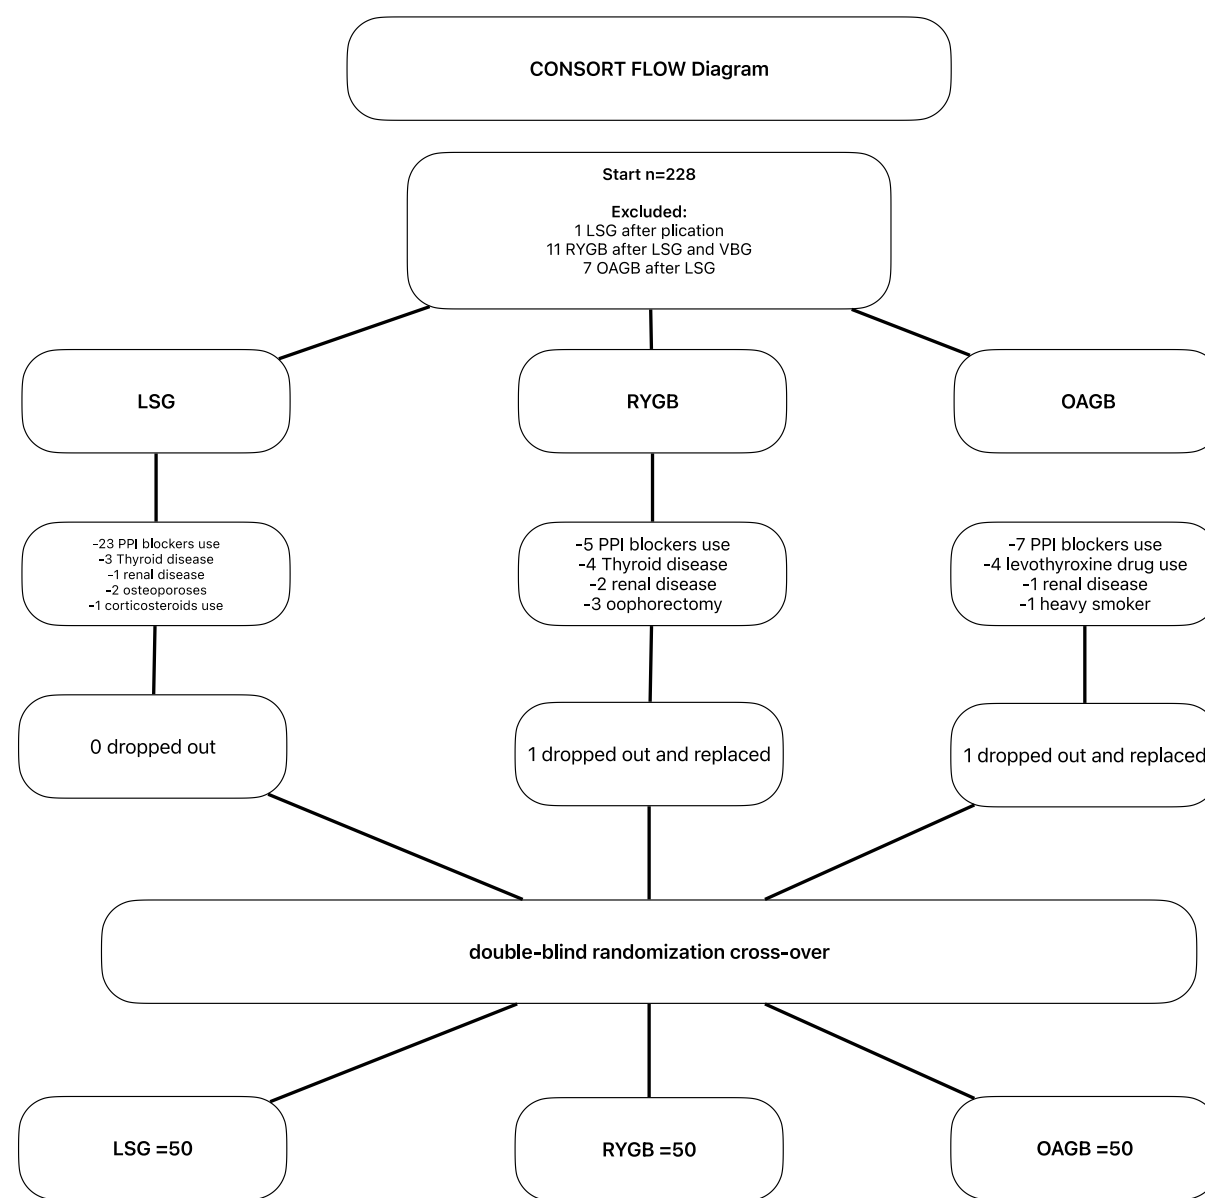 CONSORT FLOW Diagram
Start n=228
Excluded:
1 LSG after plication
11 RYGB after LSG and VBG
7 OAGB after LSG
LSG
RYGB
OAGB
-23 PPI blockers use
-3 Thyroid disease
-1 renal disease
-2 osteoporoses
-1 corticosteroids use
-5 PPI blockers use
-4 Thyroid disease
-2 renal disease
-3 oophorectomy
-7 PPI blockers use
-4 levothyroxine drug use
-1 renal disease
-1 heavy smoker
0 dropped out
1 dropped out and replaced
1 dropped out and replaced
double-blind randomization cross-over
LSG =50
RYGB =50
OAGB =50